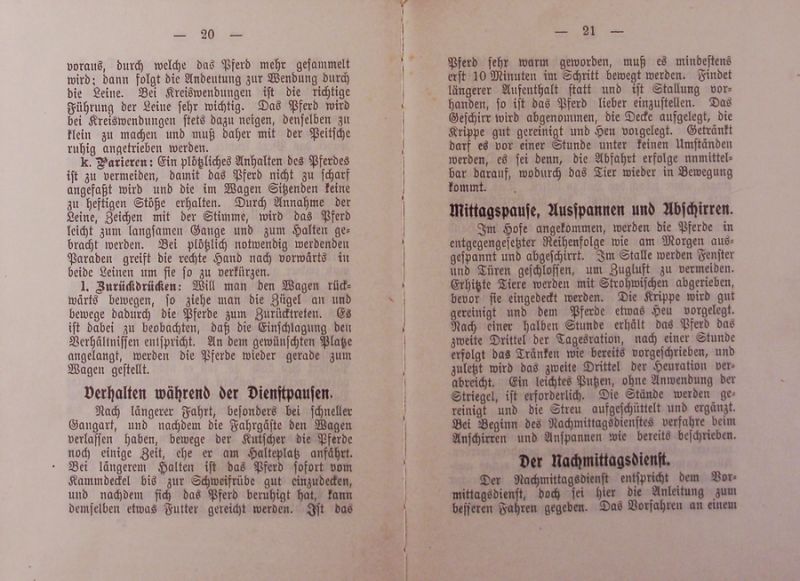 — 20 —
voraus, durch welche das Pferd mehr gesammelt
wird; dann folgt die Andeutung zur Wendung durch
die Leine. Bei Kreiswendungen ist die richtige
Führung der Leine sehr wichtig. Das Pferd wird
bei Kreiswendungen stets dazu neigen, denselben zu
klein zu machen und muß daher mit der Peitsche
ruhig angetrieben werden.
k. Parieren: Ein plötzliches Anhalten des Pferdes
ist zu vermeiden, damit das Pferd nicht zu scharf
angefaßt wird und die im Wagen Sitzenden keine
zu heftigen Stöße erhalten. Durch Annahme der
Leine, Zeichen mit der Stimme, wird das Pferd
leicht zum langsamen Gange und zum Halten ge-
bracht werden. Bei plötzlich notwendig werdenden
Paraden greift die rechte Hand nach vorwärts in
beide Leinen um sie so zu verkürzen.
l. Zurückdrücken: Will man den Wagen rück-
wärts bewegen, so ziehe man die Zügel an und
bewege dadurch die Pferde zum Zurücktreten. Es
ist dabei zu beobachten, daß die Einschlagung den
Verhältnissen entspricht. An dem gewünschten Platze
angelangt, werden die Pferde wieder gerade zum
Wagen gestellt.
Verhalten während der Dienstpausen.
Nach längerer Fahrt, besonders bei schneller
Gangart, und nachdem die Fahrgäste den Wagen
verlassen haben, bewege der Kutscher die Pferde
noch einige Zeit, ehe er am Halteplatz anfährt.
Bei längerem Halten ist das Pferd sofort vom
Kammdeckel bis zur Schweifrübe gut einzudecken,
und nachdem sich das Pferd beruhigt hat, kann
demselben etwas Futter gereicht werden. Ist das
— 21 —
Pferd sehr warm geworden, muß es mindestens
erst 10 Minuten im Schritt bewegt werden. Findet
längerer Aufenthalt statt und ist Stallung vor-
handen, so ist das Pferd lieber einzustellen. Das
Geschirr wird abgenommen, die Decke aufgelegt, die
Krippe gut gereinigt und Heu vorgelegt. Getränkt
darf es vor einer Stunde unter keinen Umständen
werden, es sei denn, die Abfahrt erfolge nnmittel-
bar darauf, wodurch das Tier wieder in Bewegung
kommt.
Mittagspause, Ausspannen und Abschirren.
Im Hofe angekommen, werden die Pferde in
entgegengesetzter Reihenfolge wie am Morgen aus-
gespannt und abgeschirrt. Im Stalle werden Fenster
und Türen geschlossen, um Zugluft zu vermeiden.
Erhitzte Tiere werden mit Strohwischen abgerieben,
bevor sie eingedeckt werden. Die Krippe wird gut
gereinigt und dem Pferde etwas Heu vorgelegt.
Nach einer halben Stunde erhält das Pferd das
zweite Drittel der Tagesration, nach einer Stunde
erfolgt das Tränken wie bereits vorgeschrieben, und
zuletzt wird das zweite Drittel der Heuration ver-
abreicht. Ein leichtes Putzen, ohne Anwendung der
Striegel, ist erforderlich. Die Stände werden ge-
reinigt und die Streu aufgeschüttelt und ergänzt.
Bei Beginn des Nachmittagsdienstes verfahre beim
Anschirren und Anspannen wie bereits beschrieben.
Der Nachmittagsdienst.
Der Nachmittagsdienst entspricht dem Vor-
mittagsdienst, doch sei hier die Anleitung zum
besseren Fahren gegeben. Das Vorfahren an einem